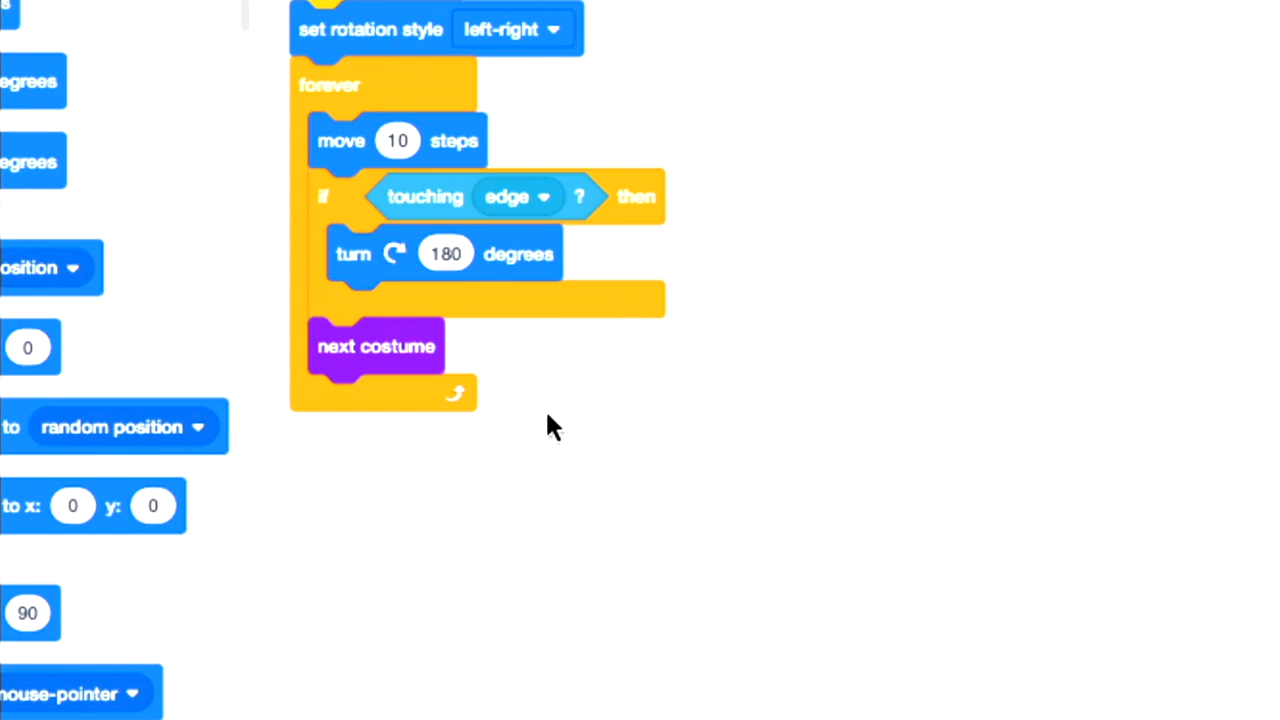 s
set rotation style left-right
egrees
forever
move 10 steps
egrees
if touching edge ? then
turn 180 degrees
osition
0
next costume
to random position
to x: 0 y: 0
90
nouse-pointer